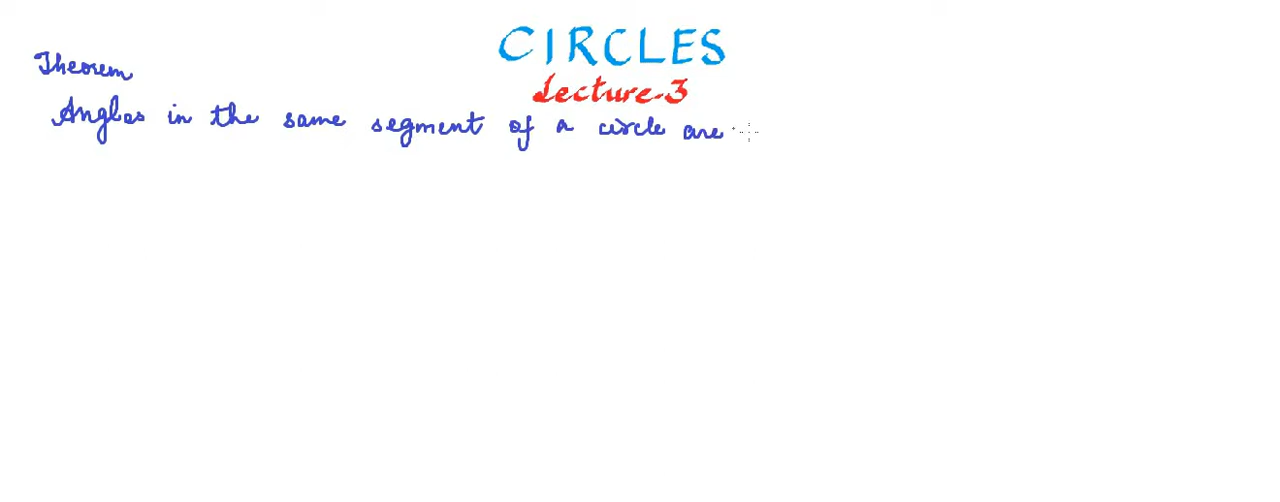 CIRCLES
Lecture-3
Theorem
Angles in the same segment of a circle are